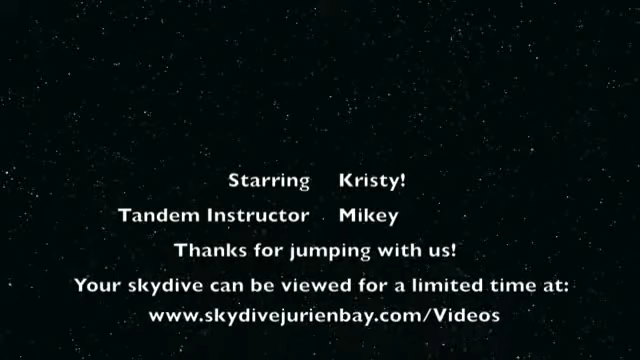 Starring Kristy!
Tandem Instructor Mikey
Thanks for jumping with us!
Your skydive can be viewed for a limited time at:
www.skydivejurienbay.com/Videos